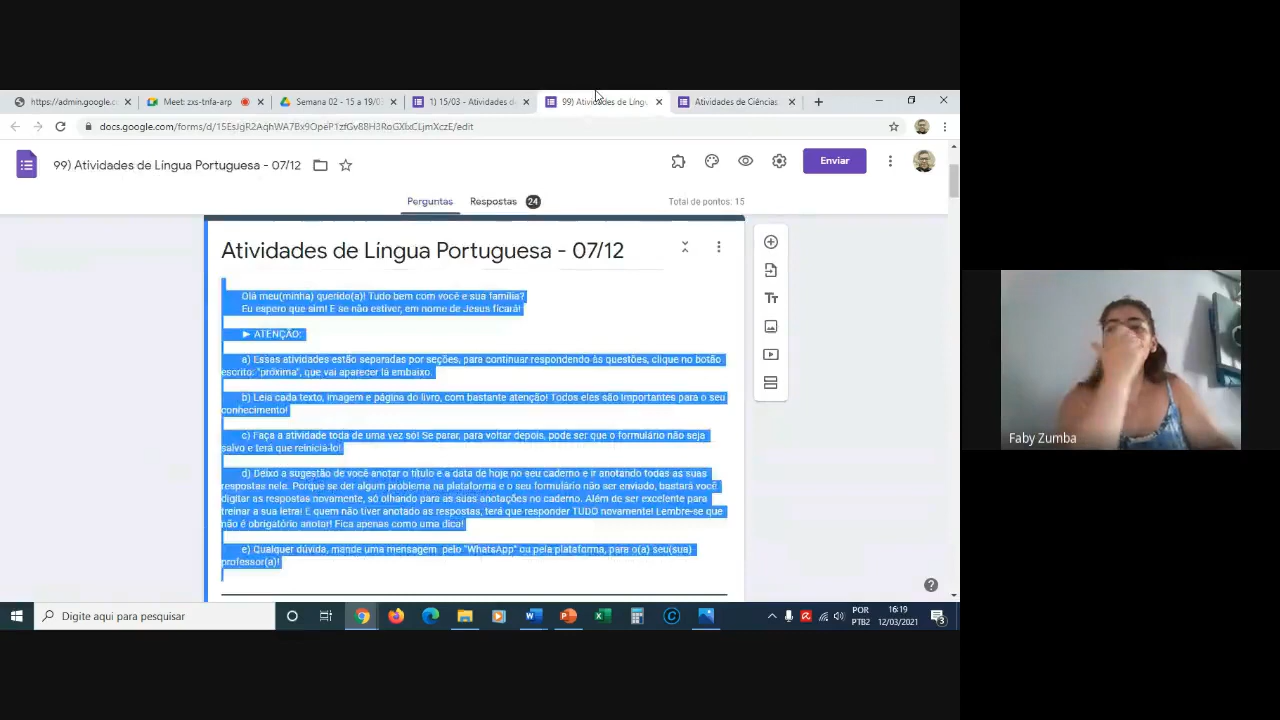 https://admin.google.c
Meet: zxs-tnfa-arp
Semana 02 - 15 a 19/03
1) 15/03 - Atividades d
99) Atividades de Língu
Atividades de Ciências
docs.google.com/forms/d/15EsJgR2AqhWA7Bx9OpeP1zfGv88H3RoGXlxCLjmXczE/edit
99) Atividades de Língua Portuguesa - 07/12
Enviar
Perguntas
Respostas 24
Total de pontos: 15
Atividades de Língua Portuguesa - 07/12
Olá meu(minha) querido(a)! Tudo bem com você e sua família?
Eu espero que sim! E se não estiver, em nome de Jesus ficará!
► ATENÇÃO:
a) Essas atividades estão separadas por seções, para continuar respondendo às questões, clique no botão
escrito: "próxima", que vai aparecer lá embaixo.
b) Leia cada texto, imagem e página do livro, com bastante atenção! Todos eles são importantes para o seu
conhecimento!
c) Faça a atividade toda de uma vez só! Se parar, para voltar depois, pode ser que o formulário não seja
salvo e terá que reiniciá-lo!
d) Deixo a sugestão de você anotar o título e a data de hoje no seu caderno e ir anotando todas as suas
respostas nele. Porque se der algum problema na plataforma e o seu formulário não ser enviado, bastará você
digitar as respostas novamente, só olhando para as suas anotações no caderno. Além de ser excelente para
treinar a sua letra! E quem não tiver anotado as respostas, terá que responder TUDO novamente! Lembre-se que
não é obrigatório anotar! Fica apenas como uma dica!
e) Qualquer dúvida, mande uma mensagem pelo "WhatsApp" ou pela plataforma, para o(a) seu(sua)
professor(a)!
Faby Zumba
Digite aqui para pesquisar
POR
PTB2
16:19
12/03/2021
3